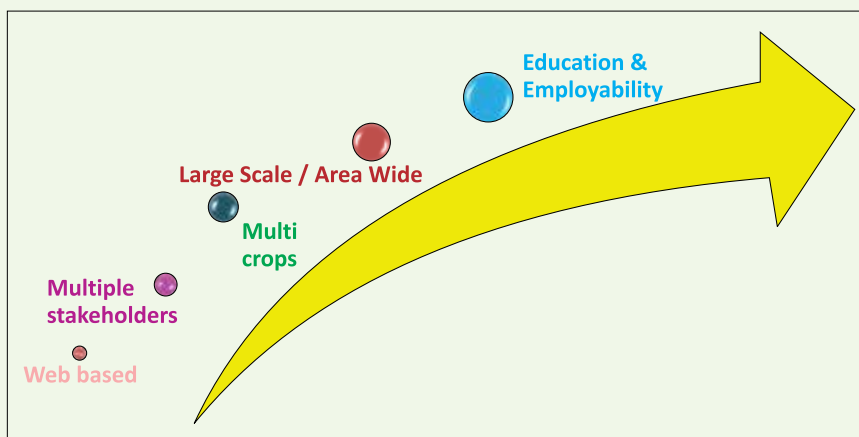 Education &
Employability
Large Scale / Area Wide
Multi
crops
Multiple
stakeholders
Web based